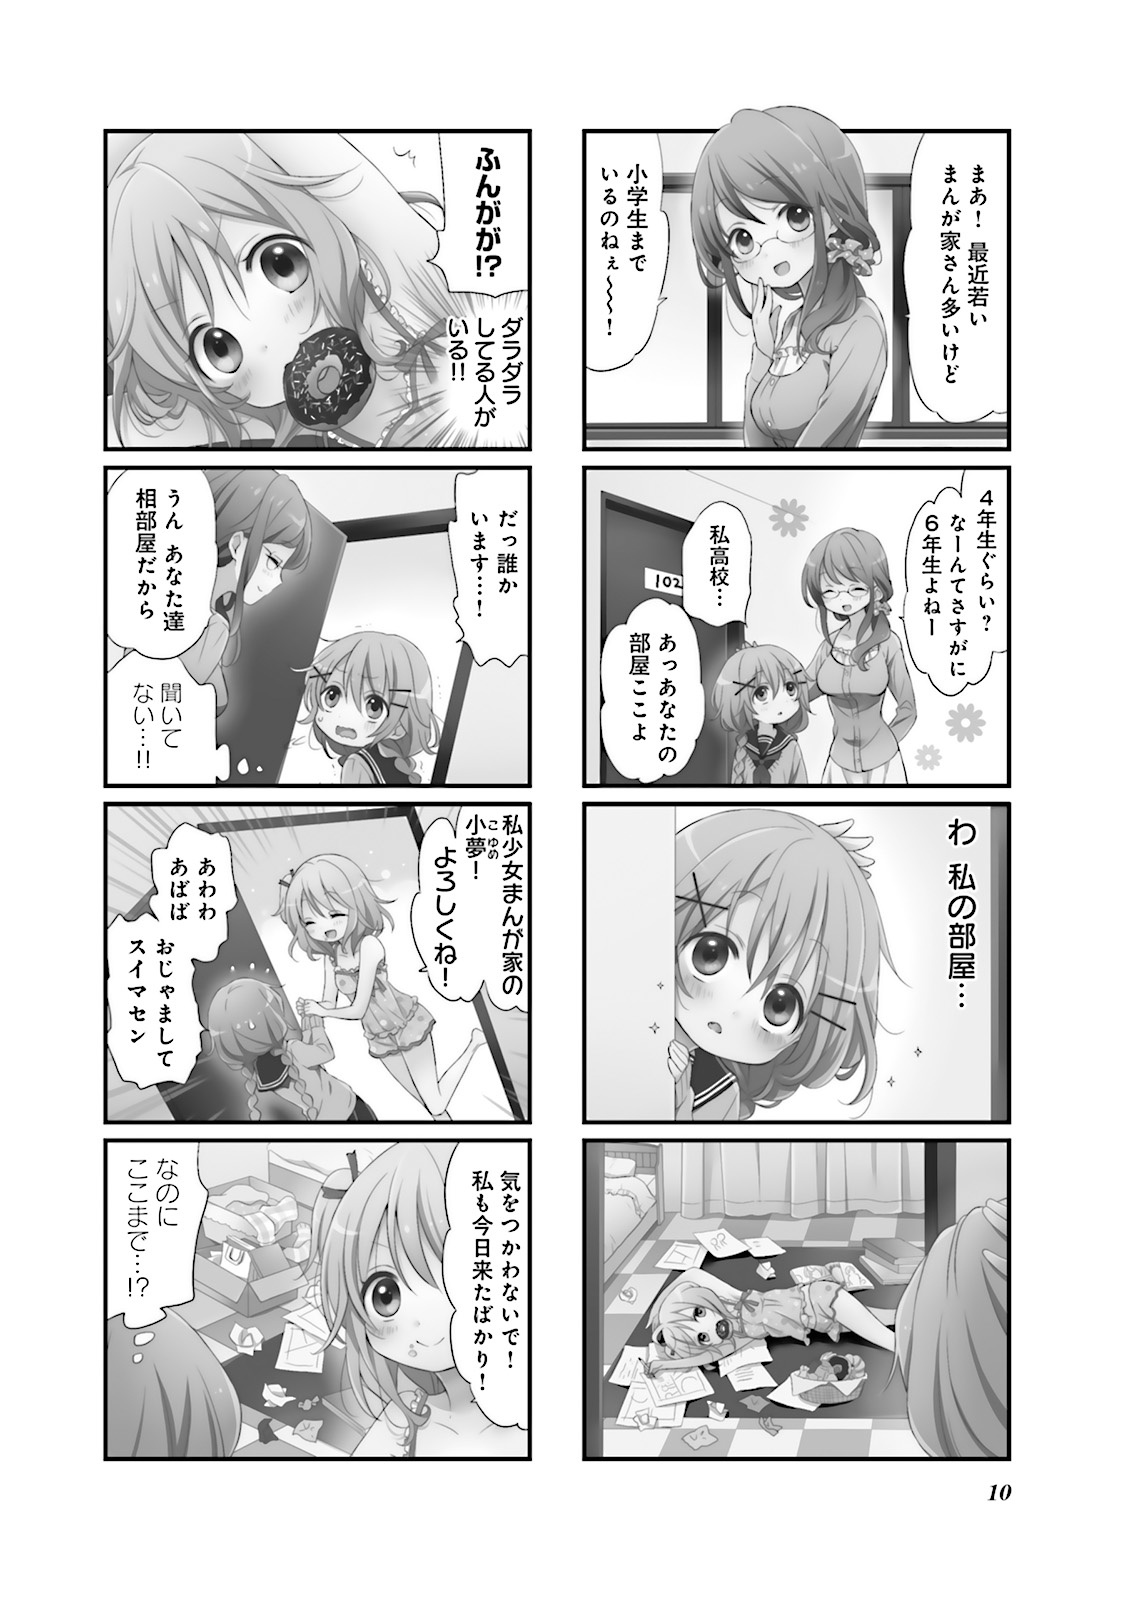 まあ！最近若い
まんが家さん多いけど
小学生まで
いるのねぇ～～！
４年生ぐらい？
なーんてさすがに
６年生よねー
私高校…
102
あっあなたの
部屋ここよ
わ 私の部屋…
ふんがが!?
ダラダラ
してる人が
いる!!
だっ誰か
います…！
うん あなた達
相部屋だから
聞いて
ない…!!
私少女まんが家の
小夢！
こゆめ
よろしくね！
あわわ
あばば
おじゃまして
スイマセン
気をつかわないで！
私も今日来たばかり！
なのに
ここまで…!?
10